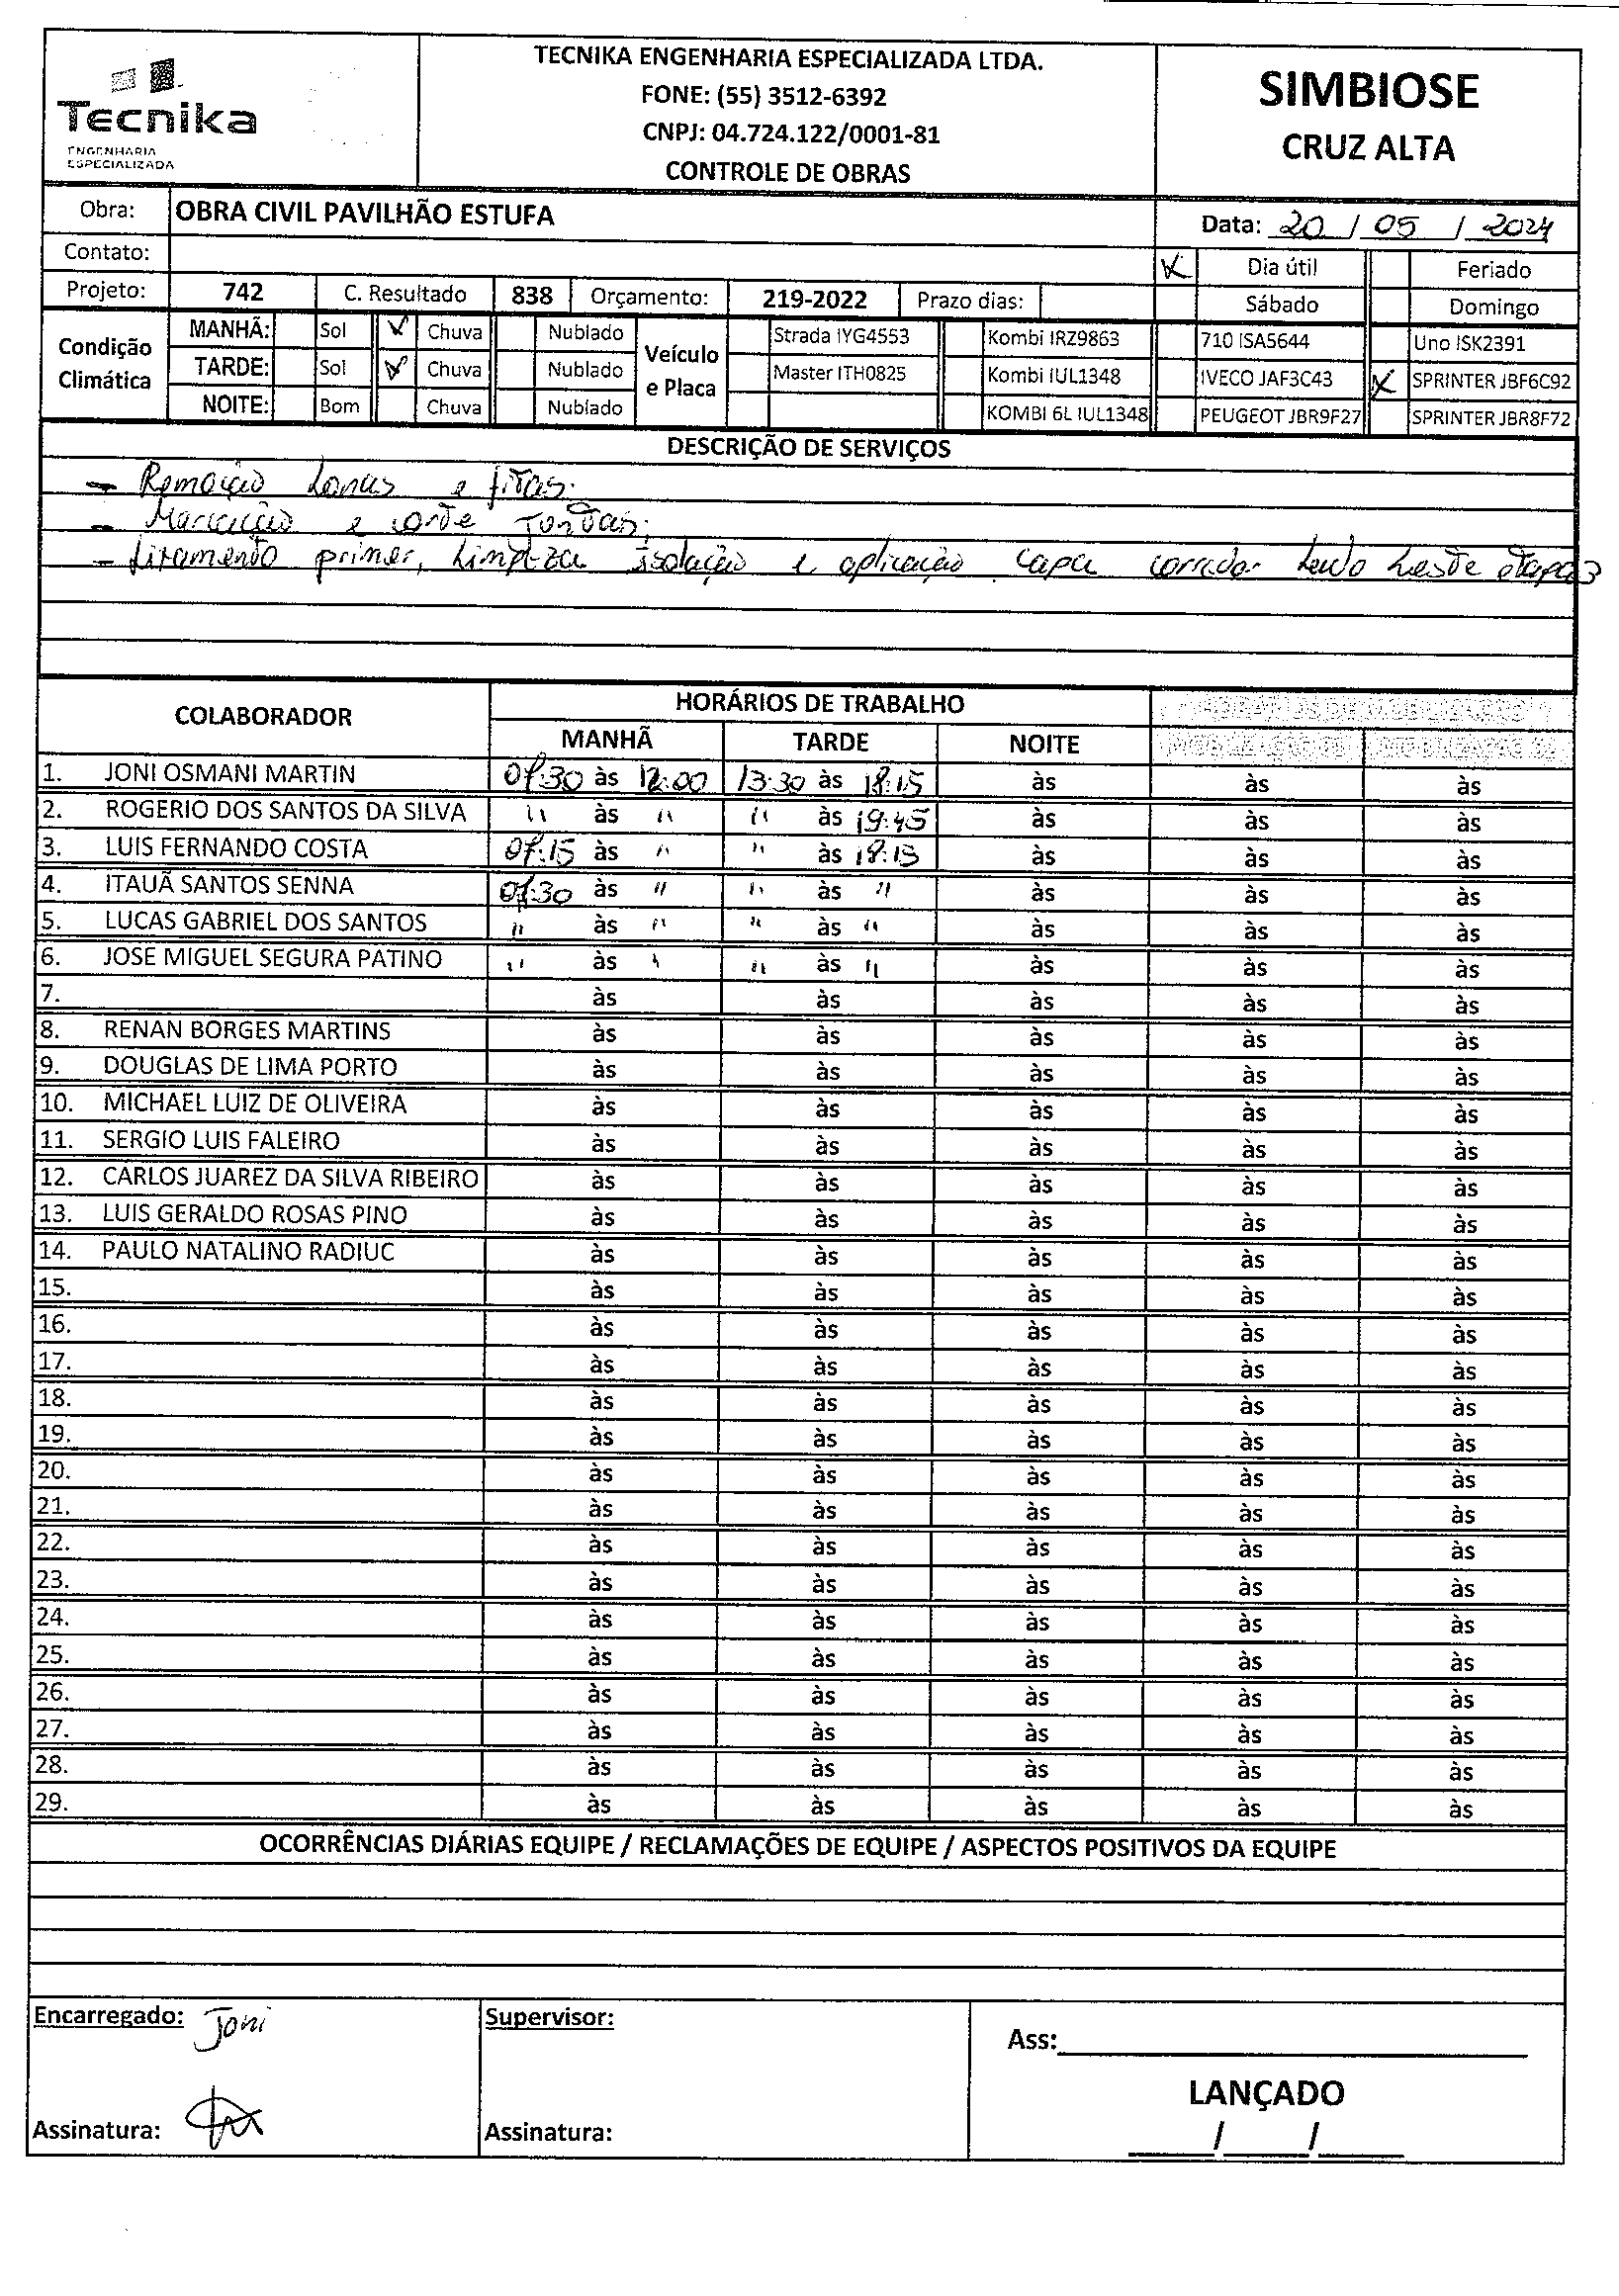 Tecnika
ENGENHARIA
ESPECIALIZADA
TECNIKA ENGENHARIA ESPECIALIZADA LTDA.
FONE: (55) 3512-6392
CNPJ: 04.724.122/0001-81
CONTROLE DE OBRAS
SIMBIOSE
CRUZ ALTA
Obra: OBRA CIVIL PAVILHÃO ESTUFA
Data: 20 / 05 / 2024
Contato:
X Dia útil Feriado
Projeto: 742 C. Resultado 838 Orçamento: 219-2022 Prazo dias:
Sábado Domingo
Condição Climática
MANHÃ: Sol V Chuva Nublado
TARDE: Sol V Chuva Nublado
NOITE: Bom Chuva Nublado
Veículo e Placa
Strada IYG4553 Kombi IRZ9863 710 ISA5644 Uno ISK2391
Master ITH0825 Kombi IUL1348 IVECO JAF3C43 X SPRINTER JBF6C92
KOMBI 6L IUL1348 PEUGEOT JBR9F27 SPRINTER JBR8F72
DESCRIÇÃO DE SERVIÇOS
- Remoição Lonas e fitas.
- Marcação e corte juntas;
- Lixamento primer, Limpeza isolação e aplicação capa corredor Lado Leste etapa 3
COLABORADOR HORÁRIOS DE TRABALHO
MANHÃ TARDE NOITE
1. JONI OSMANI MARTIN 07:30 às 12:00 13:30 às 18:15 às às às
2. ROGERIO DOS SANTOS DA SILVA " às " " às 19:45 às às às
3. LUIS FERNANDO COSTA 07:15 às " " às 18:15 às às às
4. ITAUÃ SANTOS SENNA 07:30 às " " às " às às às
5. LUCAS GABRIEL DOS SANTOS " às " " às " às às às
6. JOSE MIGUEL SEGURA PATINO " às " " às " às às às
7. às às às às às
8. RENAN BORGES MARTINS às às às às às
9. DOUGLAS DE LIMA PORTO às às às às às
10. MICHAEL LUIZ DE OLIVEIRA às às às às às
11. SERGIO LUIS FALEIRO às às às às às
12. CARLOS JUAREZ DA SILVA RIBEIRO às às às às às
13. LUIS GERALDO ROSAS PINO às às às às às
14. PAULO NATALINO RADIUC às às às às às
15. às às às às às
16. às às às às às
17. às às às às às
18. às às às às às
19. às às às às às
20. às às às às às
21. às às às às às
22. às às às às às
23. às às às às às
24. às às às às às
25. às às às às às
26. às às às às às
27. às às às às às
28. às às às às às
29. às às às às às
OCORRÊNCIAS DIÁRIAS EQUIPE / RECLAMAÇÕES DE EQUIPE / ASPECTOS POSITIVOS DA EQUIPE
Encarregado: Joni
Supervisor:
Ass:
LANÇADO
Assinatura:
Assinatura:
/ /